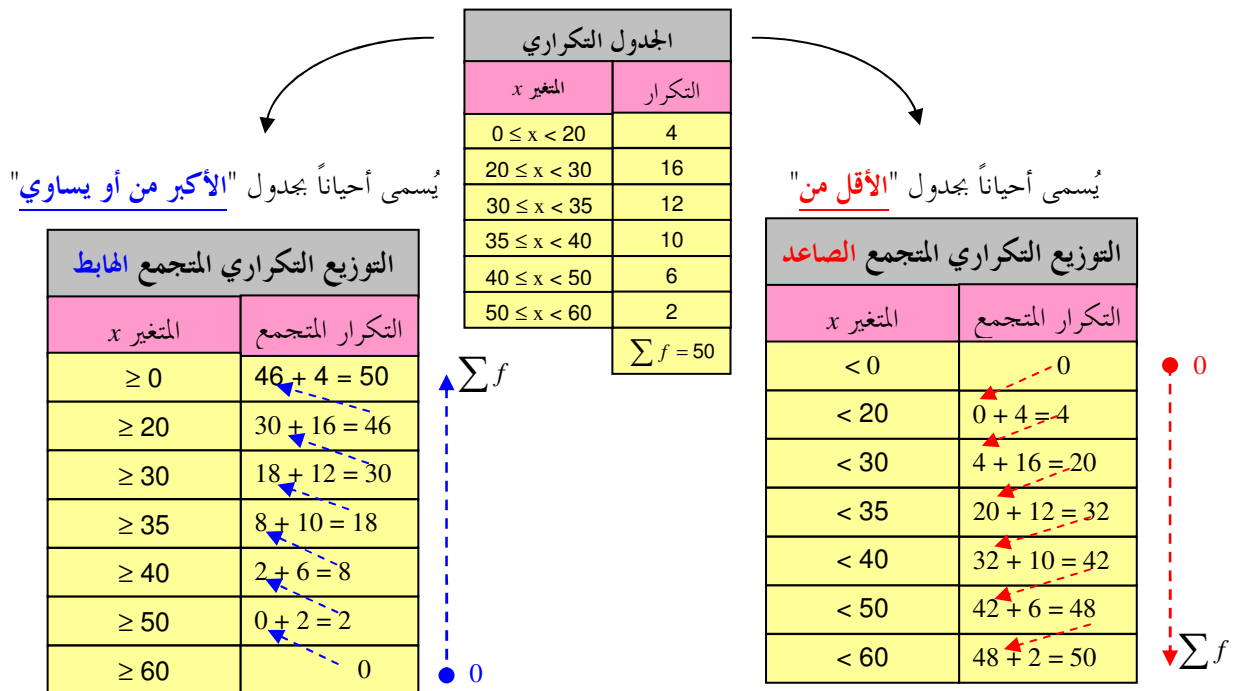 الجدول التكراري
المتغير x	التكرار
0 ≤ x < 20	4
20 ≤ x < 30	16
30 ≤ x < 35	12
35 ≤ x < 40	10
40 ≤ x < 50	6
50 ≤ x < 60	2
∑ f = 50
يُسمى أحياناً بجدول "الأقل من"
التوزيع التكراري المتجمع الصاعد
المتغير x	التكرار المتجمع
< 0	0
< 20	0 + 4 = 4
< 30	4 + 16 = 20
< 35	20 + 12 = 32
< 40	32 + 10 = 42
< 50	42 + 6 = 48
< 60	48 + 2 = 50
0
∑ f
يُسمى أحياناً بجدول "الأكبر من أو يساوي"
التوزيع التكراري المتجمع الهابط
المتغير x	التكرار المتجمع
≥ 0	46 + 4 = 50
≥ 20	30 + 16 = 46
≥ 30	18 + 12 = 30
≥ 35	8 + 10 = 18
≥ 40	2 + 6 = 8
≥ 50	0 + 2 = 2
≥ 60	0
∑ f
0